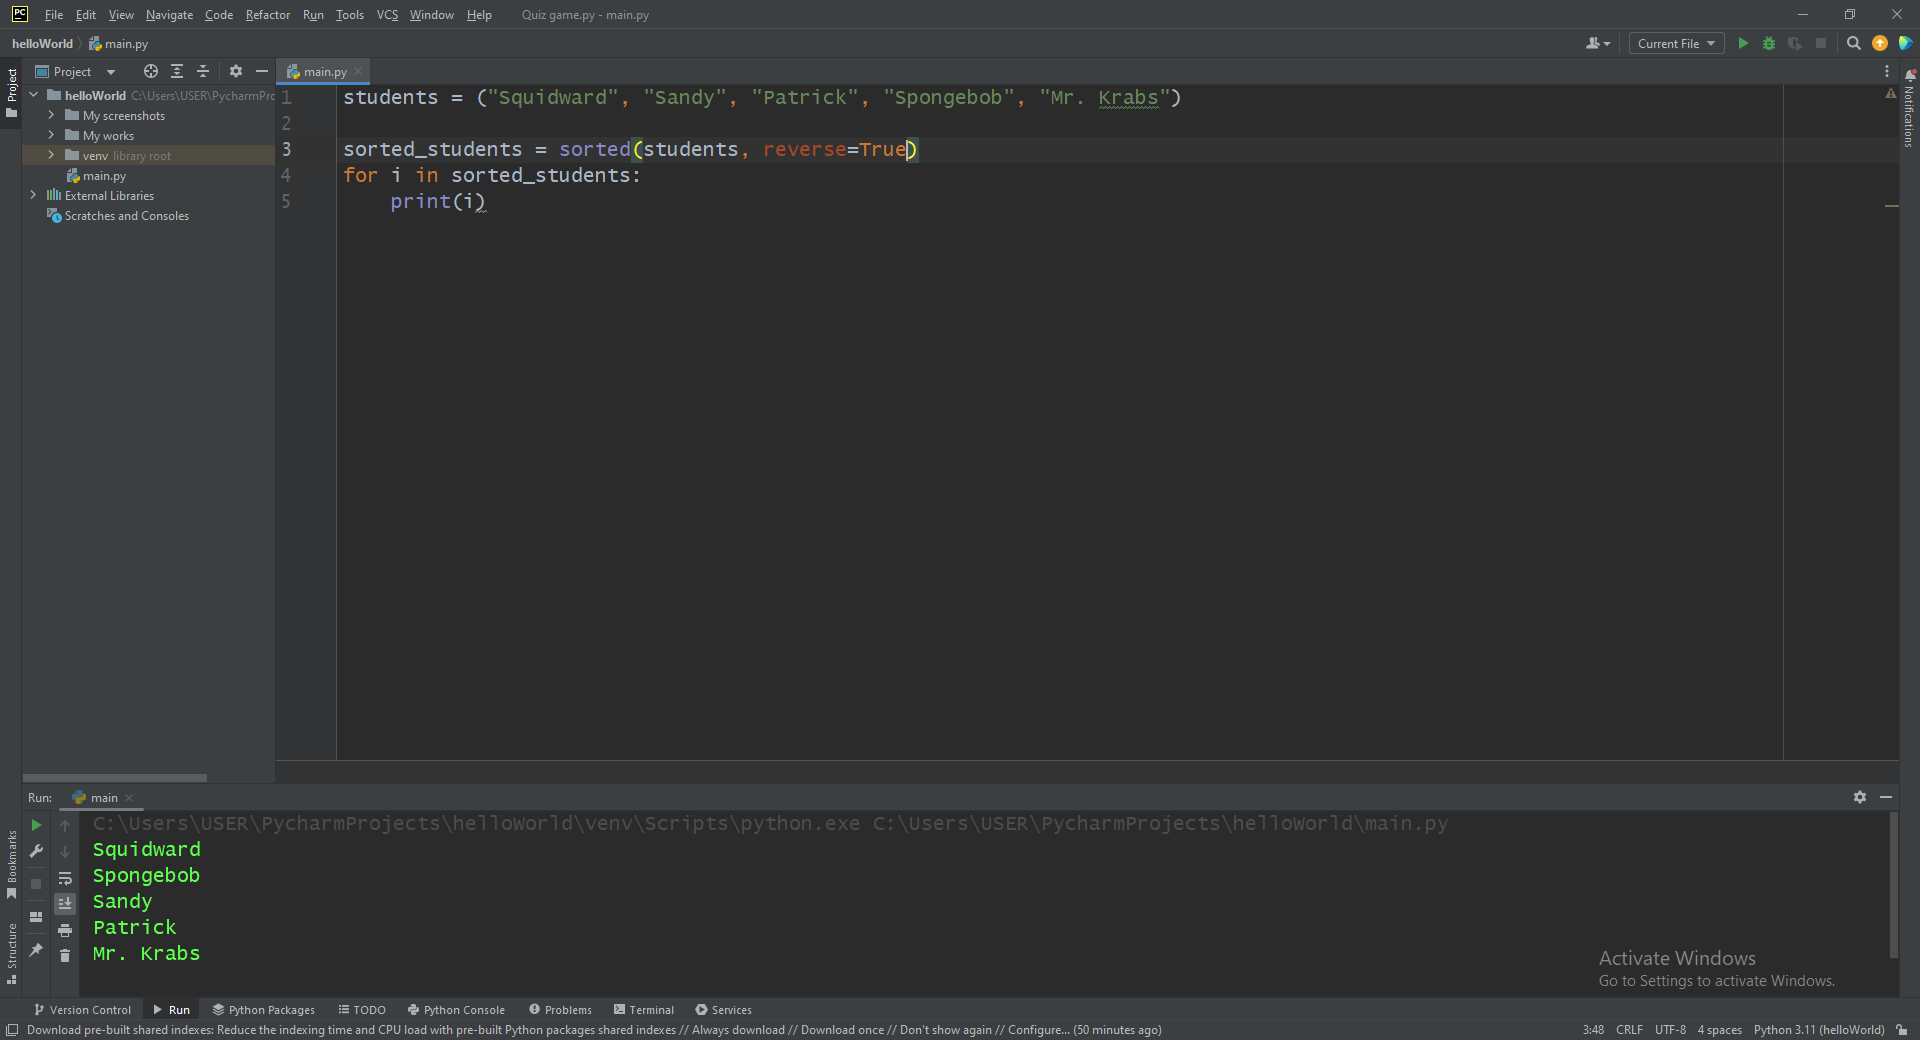 PC File Edit View Navigate Code Refactor Run Tools VCS Window Help Quiz game.py - main.py
helloWorld main.py Current File
Project main.py
Project
Notifications
helloWorld C:\Users\USER\PycharmPro
My screenshots
My works
venv library root
main.py
External Libraries
Scratches and Consoles
1 students = ("Squidward", "Sandy", "Patrick", "Spongebob", "Mr. Krabs")
2
3 sorted_students = sorted(students, reverse=True)
4 for i in sorted_students:
5 print(i)
Run: main
Bookmarks
Structure
C:\Users\USER\PycharmProjects\helloWorld\venv\Scripts\python.exe C:\Users\USER\PycharmProjects\helloWorld\main.py
Squidward
Spongebob
Sandy
Patrick
Mr. Krabs
Activate Windows
Go to Settings to activate Windows.
Version Control Run Python Packages TODO Python Console Problems Terminal Services
Download pre-built shared indexes: Reduce the indexing time and CPU load with pre-built Python packages shared indexes // Always download // Download once // Don't show again // Configure... (50 minutes ago) 3:48 CRLF UTF-8 4 spaces Python 3.11 (helloWorld)